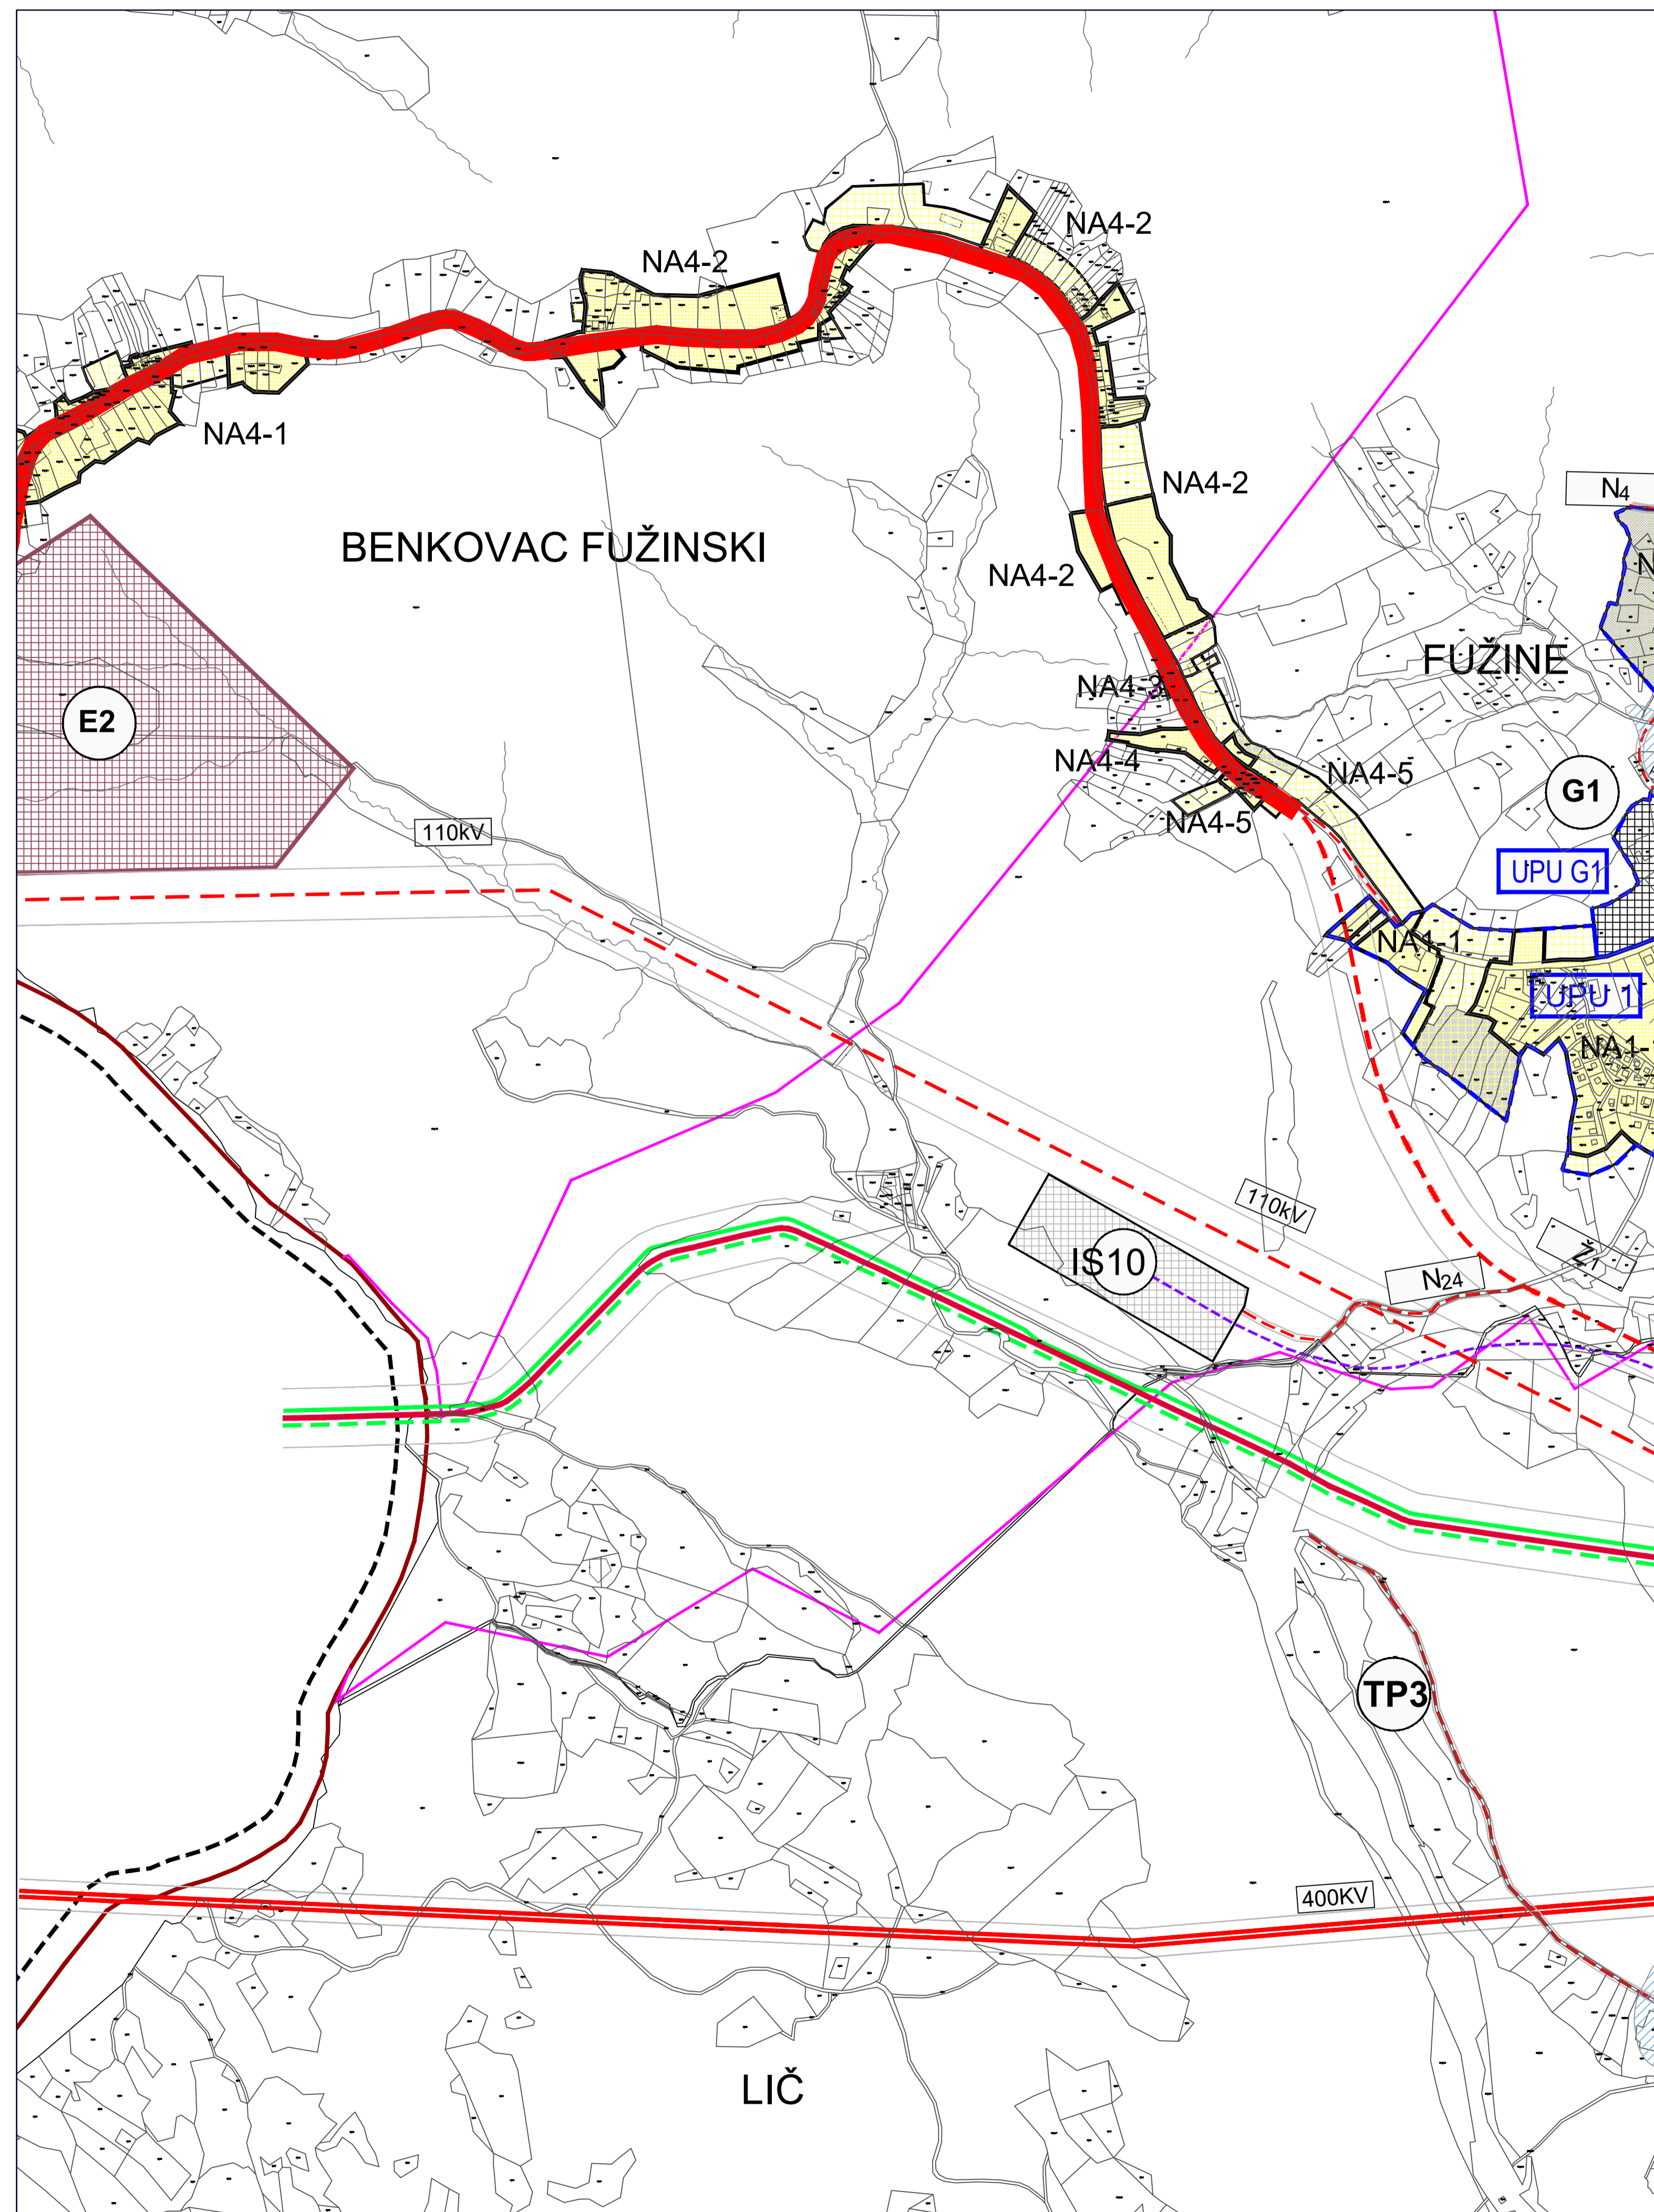 NA4-2
NA4-2
NA4-1
NA4-2
N4
BENKOVAC FUŽINSKI
NA4-2
FUŽINE
NA4-3
E2
NA4-4
NA4-5
G1
NA4-5
110kV
UPU G1
NA1-1
UPU 1
NA1-
110kV
IS10
N24
Ž1
TP3
400KV
LIČ